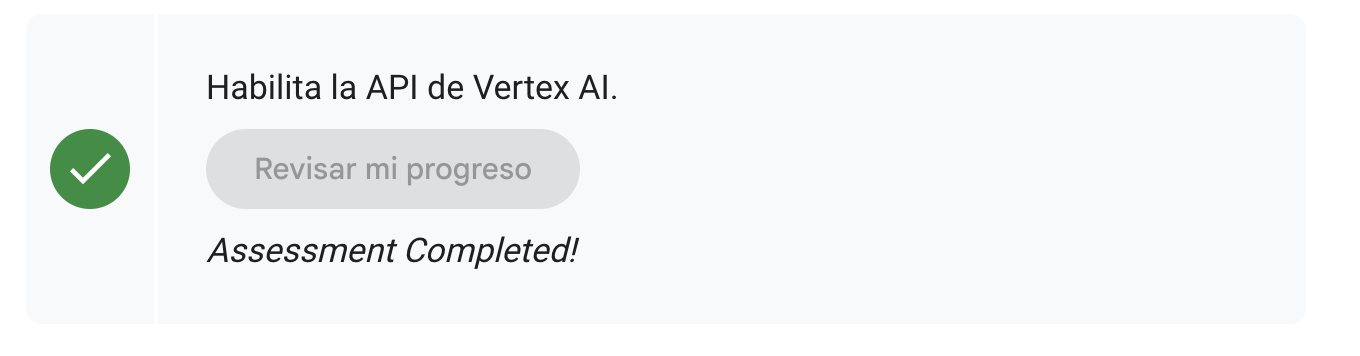 Habilita la API de Vertex AI.
Revisar mi progreso
Assessment Completed!